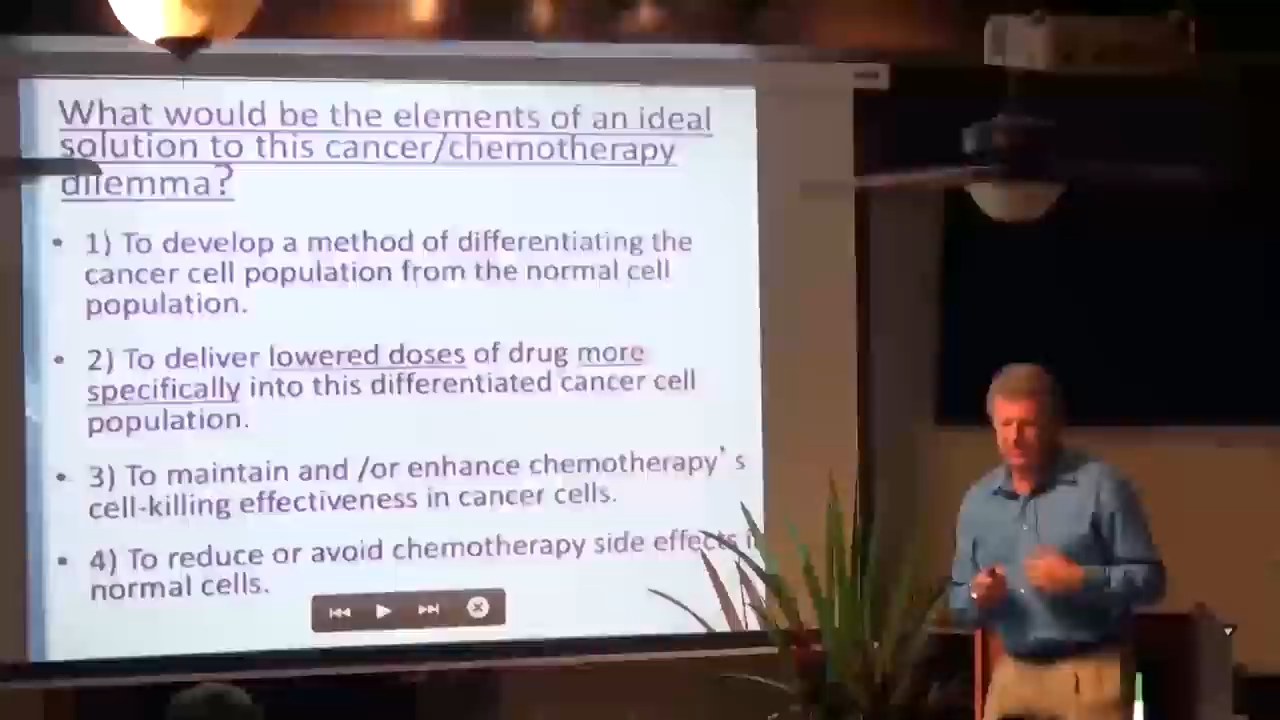 What would be the elements of an ideal
solution to this cancer/chemotherapy
dilemma?
• 1) To develop a method of differentiating the
cancer cell population from the normal cell
population.
• 2) To deliver lowered doses of drug more
specifically into this differentiated cancer cell
population.
• 3) To maintain and /or enhance chemotherapy's
cell-killing effectiveness in cancer cells.
• 4) To reduce or avoid chemotherapy side effects
normal cells.